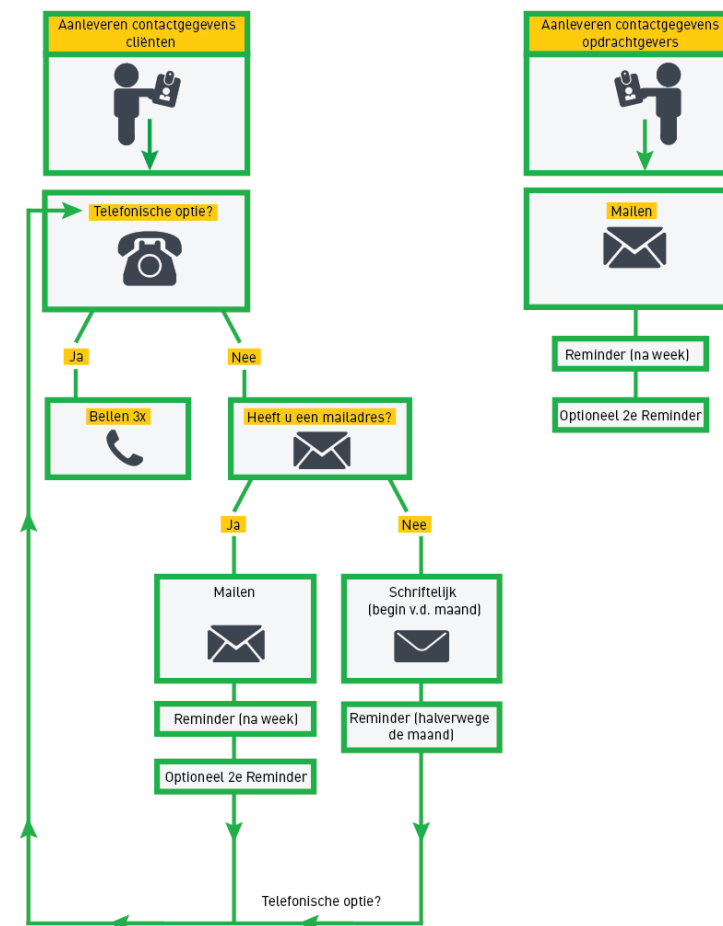 Aanleveren contactgegevens
cliënten
Aanleveren contactgegevens
opdrachtgevers
Telefonische optie?
Mailen
Ja
Nee
Reminder (na week)
Bellen 3x
Heeft u een mailadres?
Optioneel 2e Reminder
Ja
Nee
Mailen
Schriftelijk
(begin v.d. maand)
Reminder (na week)
Reminder (halverwege
de maand)
Optioneel 2e Reminder
Telefonische optie?